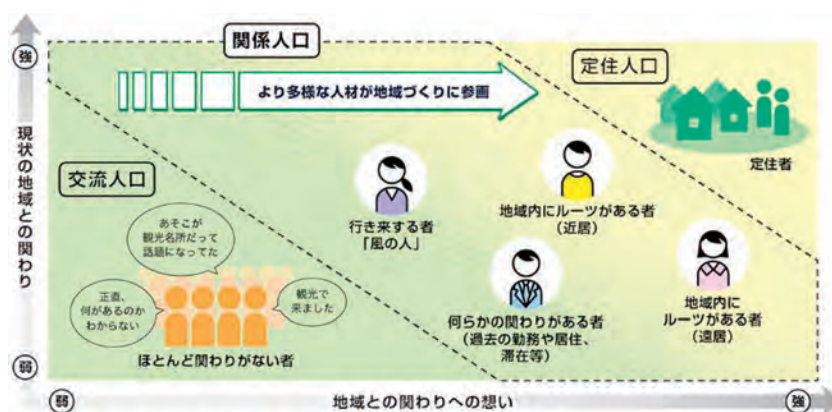 強
現状の地域との関わり
弱
関係人口
より多様な人材が地域づくりに参画
定住人口
定住者
交流人口
あそこが
観光名所だって
話題になってた
正直、
何があるのか
わからない
観光で
来ました
ほとんど関わりがない者
行き来する者
「風の人」
地域内にルーツがある者
(近居)
何らかの関わりがある者
(過去の勤務や居住、
滞在等)
地域内に
ルーツがある者
(遠居)
弱
地域との関わりへの想い
強